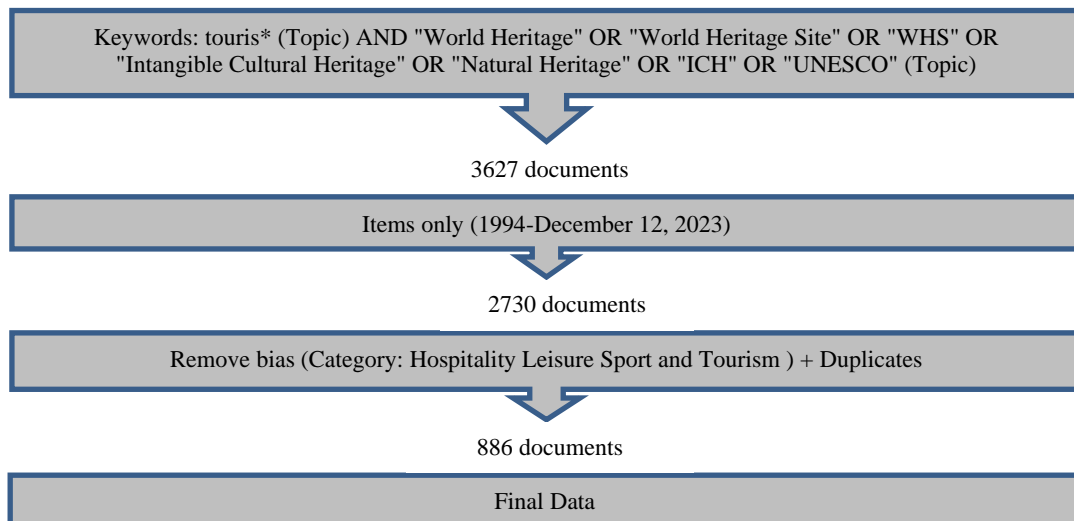 Keywords: touris* (Topic) AND "World Heritage" OR "World Heritage Site" OR "WHS" OR
"Intangible Cultural Heritage" OR "Natural Heritage" OR "ICH" OR "UNESCO" (Topic)
3627 documents
Items only (1994-December 12, 2023)
2730 documents
Remove bias (Category: Hospitality Leisure Sport and Tourism ) + Duplicates
886 documents
Final Data